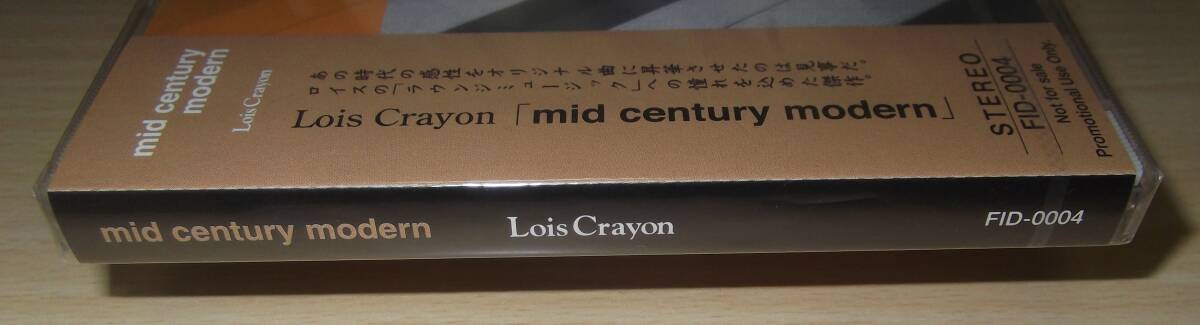 mid century
modern
Lois Crayon
あの時代の感性をオリジナル曲に昇華させたのは見事だ。
ロイスの「ラウンジミュージック」への憧れを込めた傑作。
Lois Crayon「mid century modern」
STEREO
FID-0004
Not for sale
Promotional Use Only.
mid century modern Lois Crayon FID-0004